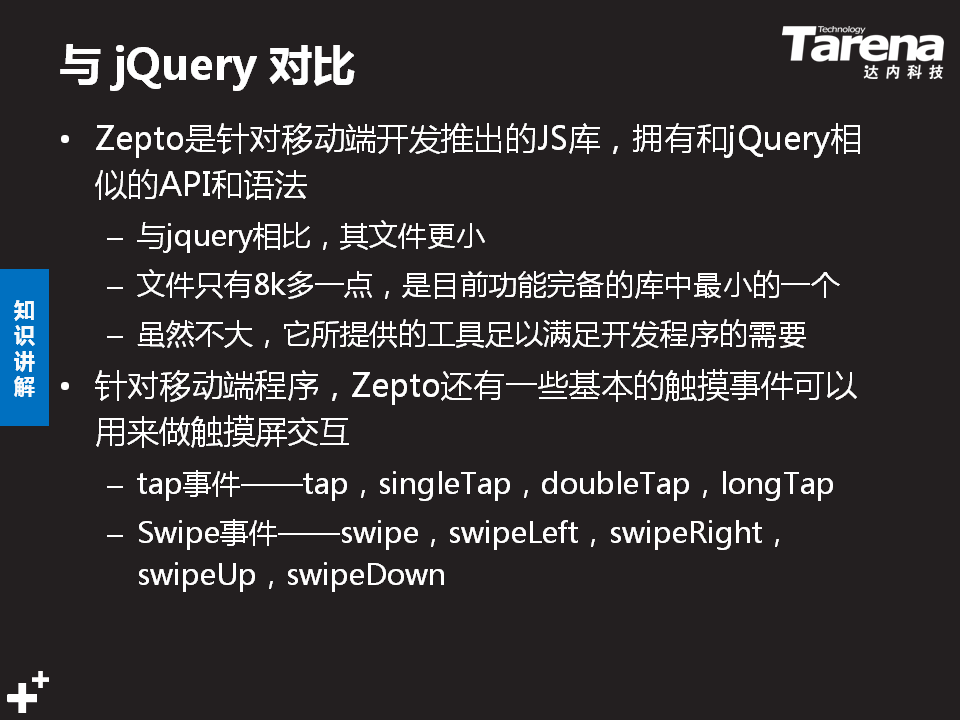 与 jQuery 对比
Technology
Tarena
达内科技
• Zepto是针对移动端开发推出的JS库，拥有和jQuery相
似的API和语法
– 与jquery相比，其文件更小
– 文件只有8k多一点，是目前功能完备的库中最小的一个
– 虽然不大，它所提供的工具足以满足开发程序的需要
知识讲解
• 针对移动端程序，Zepto还有一些基本的触摸事件可以
用来做触摸屏交互
– tap事件——tap，singleTap，doubleTap，longTap
– Swipe事件——swipe，swipeLeft，swipeRight，
swipeUp，swipeDown